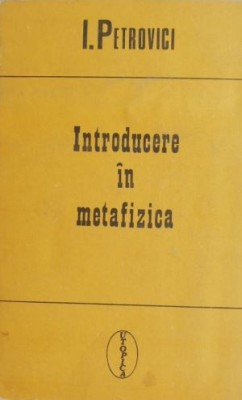 I. PETROVICI
Introducere
în
metafizica
UTOPICA